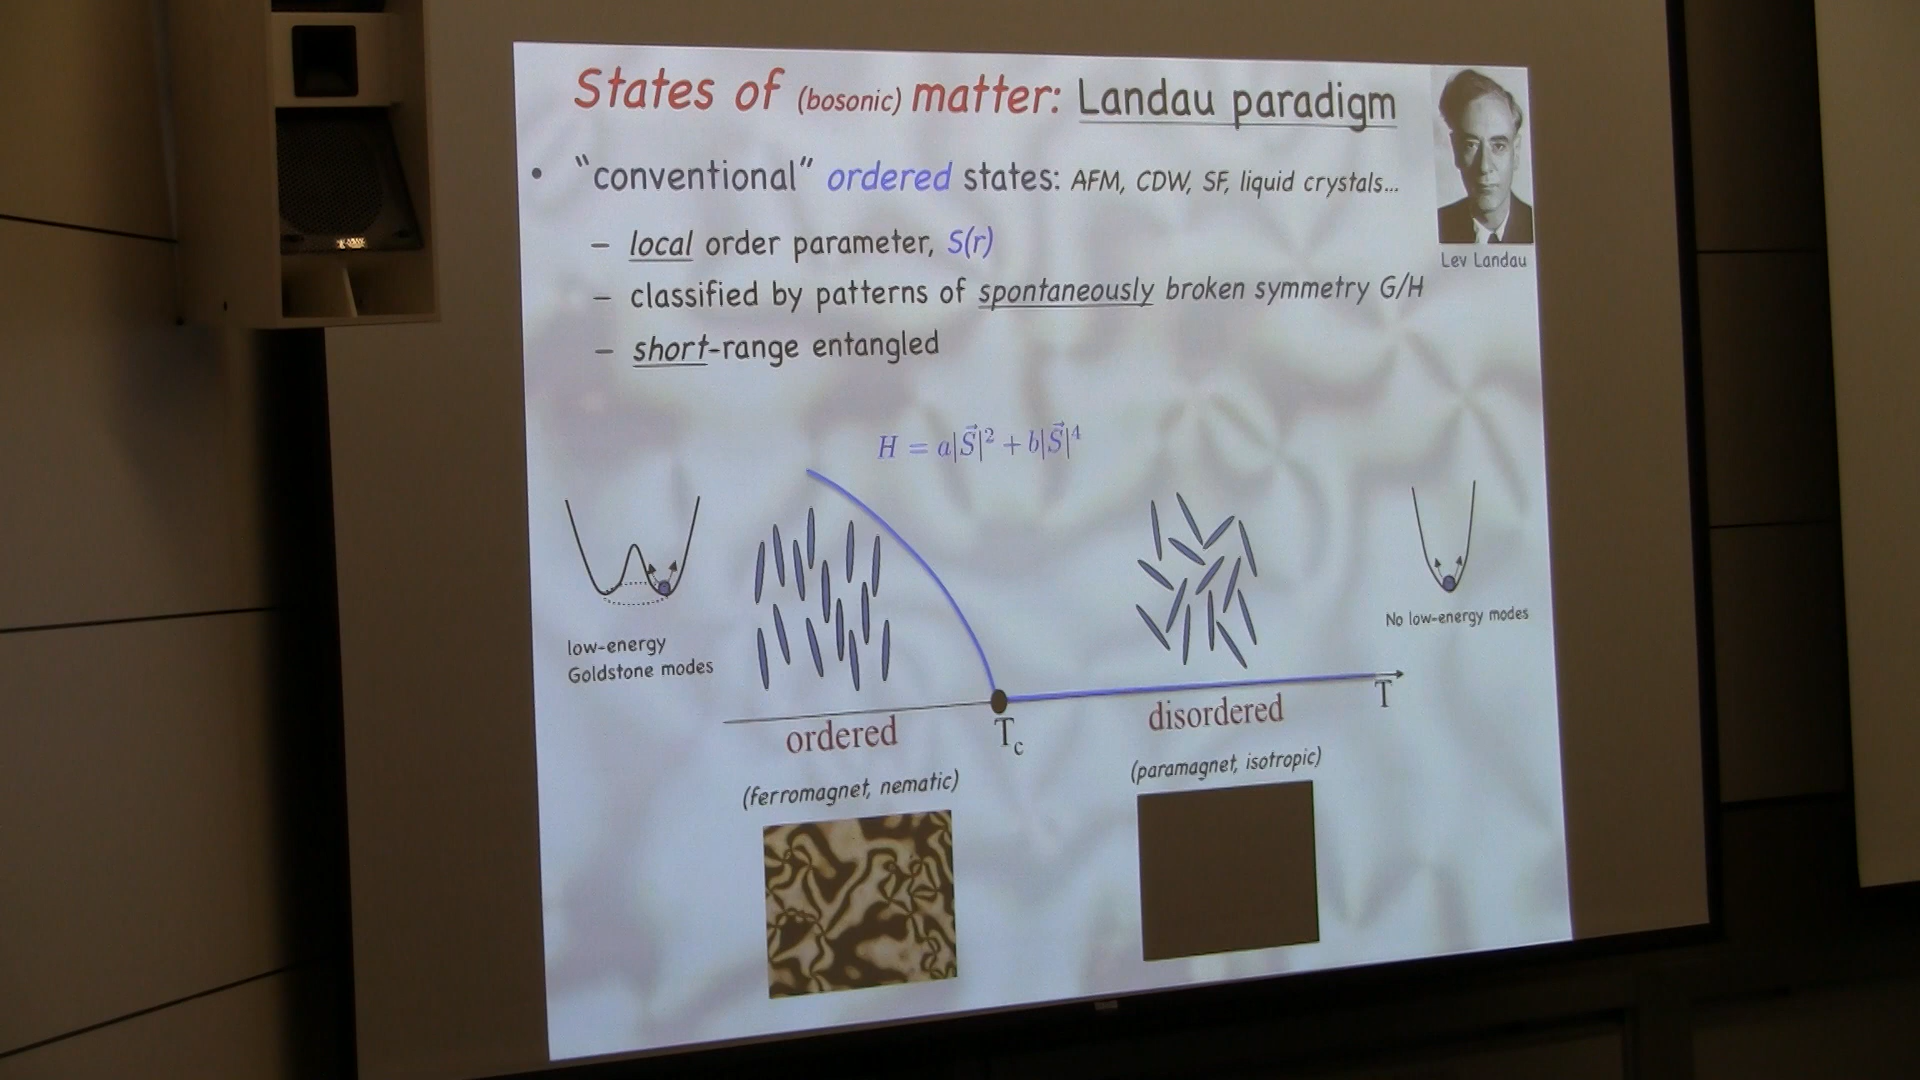 States of (bosonic) matter: Landau paradigm
• "conventional" ordered states: AFM, CDW, SF, liquid crystals...
– local order parameter, S(r)
Lev Landau
– classified by patterns of spontaneously broken symmetry G/H
– short-range entangled
H = a|S⃗|² + b|S⃗|⁴
No low-energy modes
low-energy
Goldstone modes
T
ordered
T_c
disordered
(ferromagnet, nematic)
(paramagnet, isotropic)